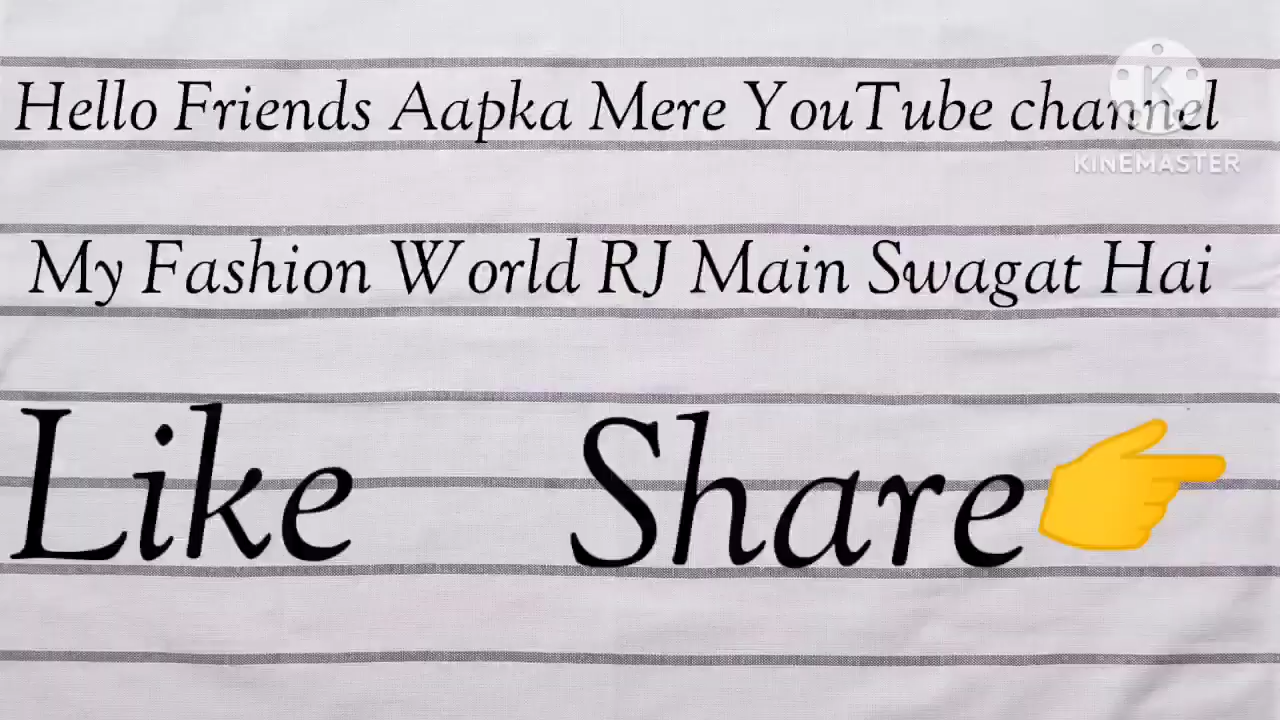 Hello Friends Aapka Mere YouTube channel
KINEMASTER
My Fashion World RJ Main Swagat Hai
Like Share👉